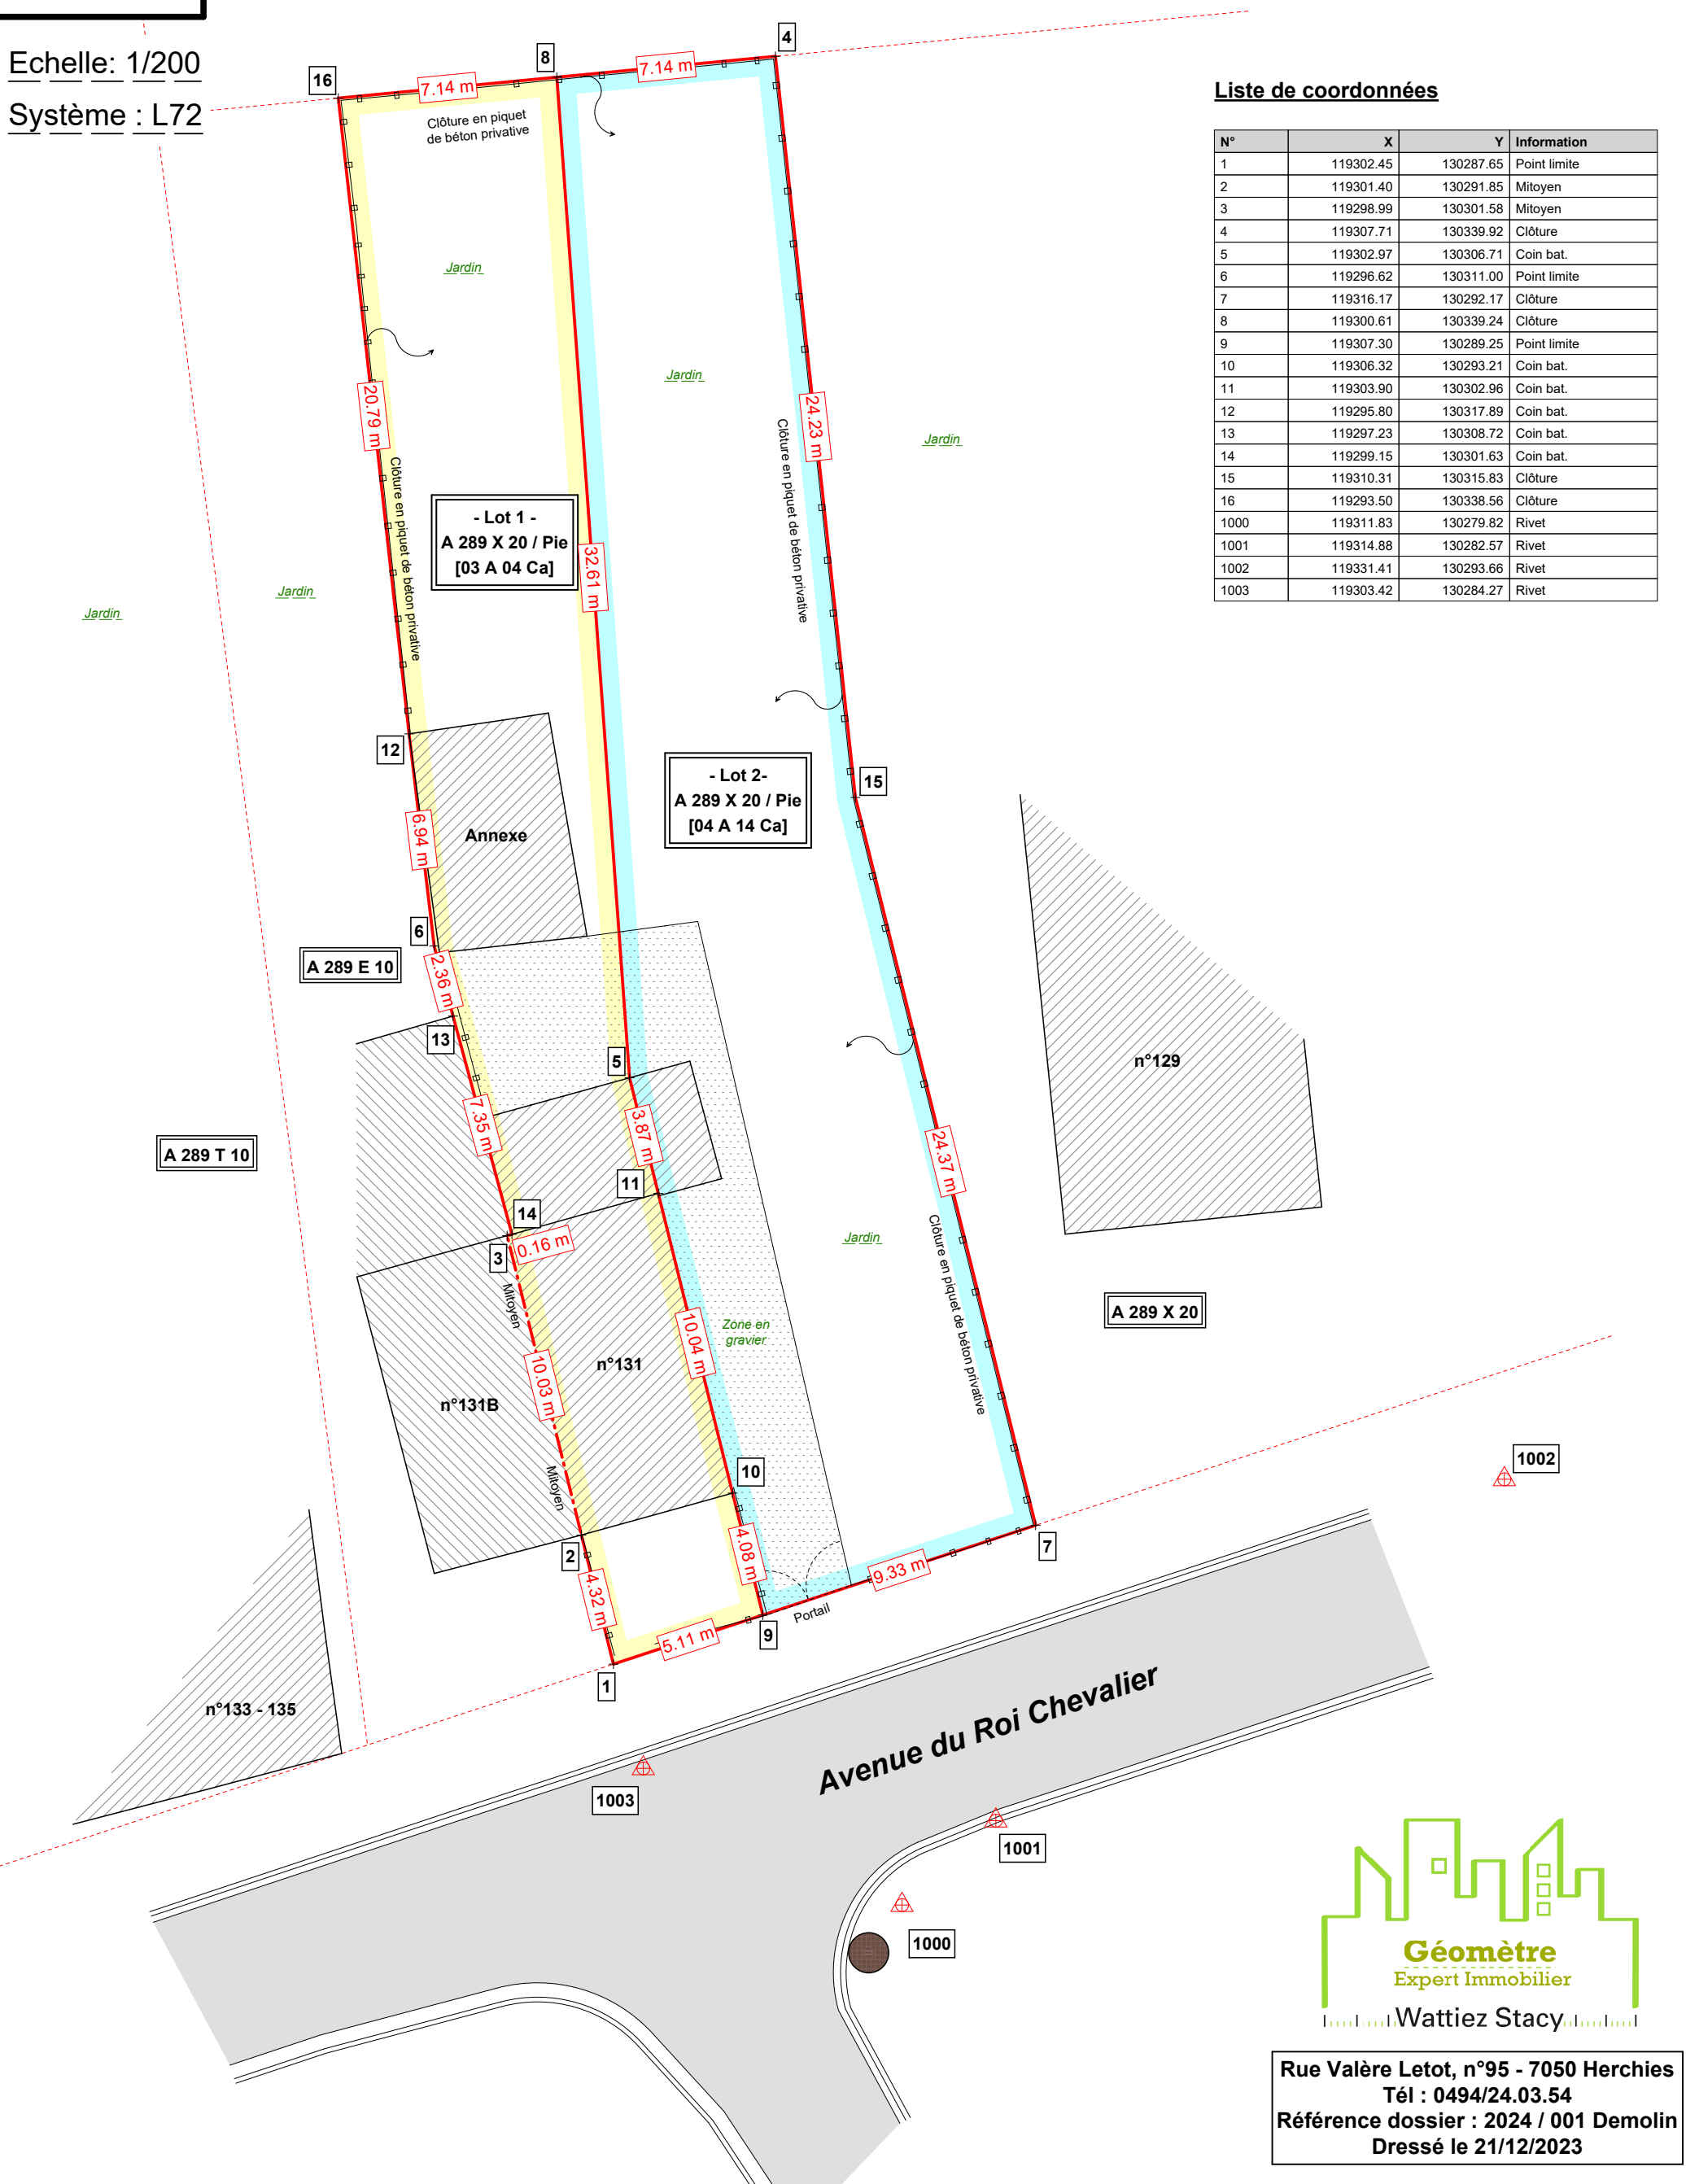 Echelle: 1/200
Système : L72
16
8
4
7.14 m
7.14 m
Clôture en piquet
de béton privative
Liste de coordonnées
N° X Y Information
1 119302.45 130287.65 Point limite
2 119301.40 130291.85 Mitoyen
3 119298.99 130301.58 Mitoyen
4 119307.71 130339.92 Clôture
5 119302.97 130306.71 Coin bat.
6 119296.62 130311.00 Point limite
7 119316.17 130292.17 Clôture
8 119300.61 130339.24 Clôture
9 119307.30 130289.25 Point limite
10 119306.32 130293.21 Coin bat.
11 119303.90 130302.96 Coin bat.
12 119295.80 130317.89 Coin bat.
13 119297.23 130308.72 Coin bat.
14 119299.15 130301.63 Coin bat.
15 119310.31 130315.83 Clôture
16 119293.50 130338.56 Clôture
1000 119311.83 130279.82 Rivet
1001 119314.88 130282.57 Rivet
1002 119331.41 130293.66 Rivet
1003 119303.42 130284.27 Rivet
Jardin
Jardin
Jardin
Jardin
Jardin
20.79 m
24.23 m
Clôture en piquet de béton privative
Clôture en piquet de béton privative
- Lot 1 -
A 289 X 20 / Pie
[03 A 04 Ca]
32.61 m
12
- Lot 2-
A 289 X 20 / Pie
[04 A 14 Ca]
15
6.94 m
Annexe
6
A 289 E 10
2.36 m
13
5
n°129
7.35 m
3.87 m
24.37 m
A 289 T 10
11
14
3
0.16 m
Jardin
Mitoyen
Clôture en piquet de béton privative
A 289 X 20
Zone en
gravier
10.04 m
n°131
10.03 m
n°131B
Mitoyen
10
1002
2
4.08 m
7
4.32 m
9.33 m
Portail
5.11 m
9
1
n°133 - 135
Avenue du Roi Chevalier
1003
1001
1000
Géomètre
Expert Immobilier
Wattiez Stacy
Rue Valère Letot, n°95 - 7050 Herchies
Tél : 0494/24.03.54
Référence dossier : 2024 / 001 Demolin
Dressé le 21/12/2023